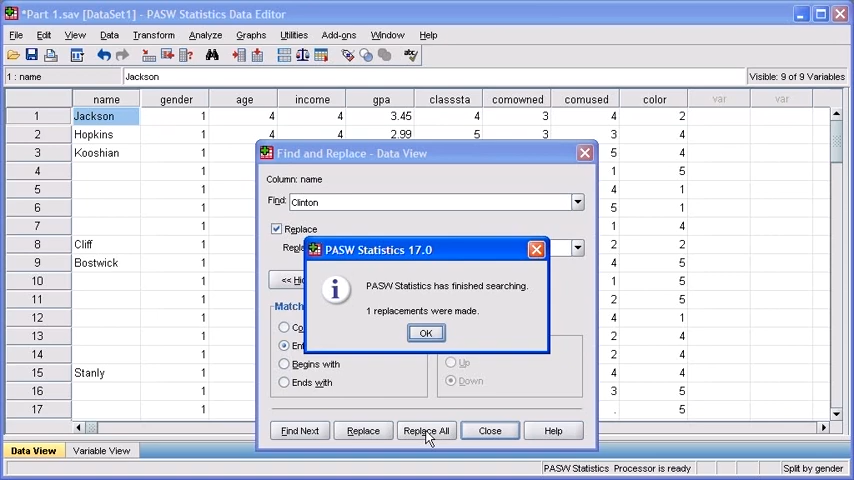 *Part 1.sav [DataSet1] - PASW Statistics Data Editor
File Edit View Data Transform Analyze Graphs Utilities Add-ons Window Help
1 : name Jackson Visible: 9 of 9 Variables
name gender age income gpa classsta comowned comused color var var
1 Jackson 1 4 4 3.45 4 3 4 2
2 Hopkins 1 4 4 2.99 5 3 3 4
3 Kooshian 1 5 4
4 1 1 5
5 1 4 1
6 1 5 1
7 1 1 4
8 Cliff 1 2 2
9 Bostwick 1 4 5
10 1 2 5
11 1 2 5
12 1 4 1
13 1 2 4
14 1 2 4
15 Stanly 1 4 4
16 1 3 5
17 1 . 5
Find and Replace - Data View
Column: name
Find: Clinton
Replace
Repl
<< Hi
Match
Co
Ent
Begins with
Ends with
Up
Down
Find Next Replace Replace All Close Help
PASW Statistics 17.0
PASW Statistics has finished searching.
1 replacements were made.
OK
Data View Variable View
PASW Statistics Processor is ready Split by gender